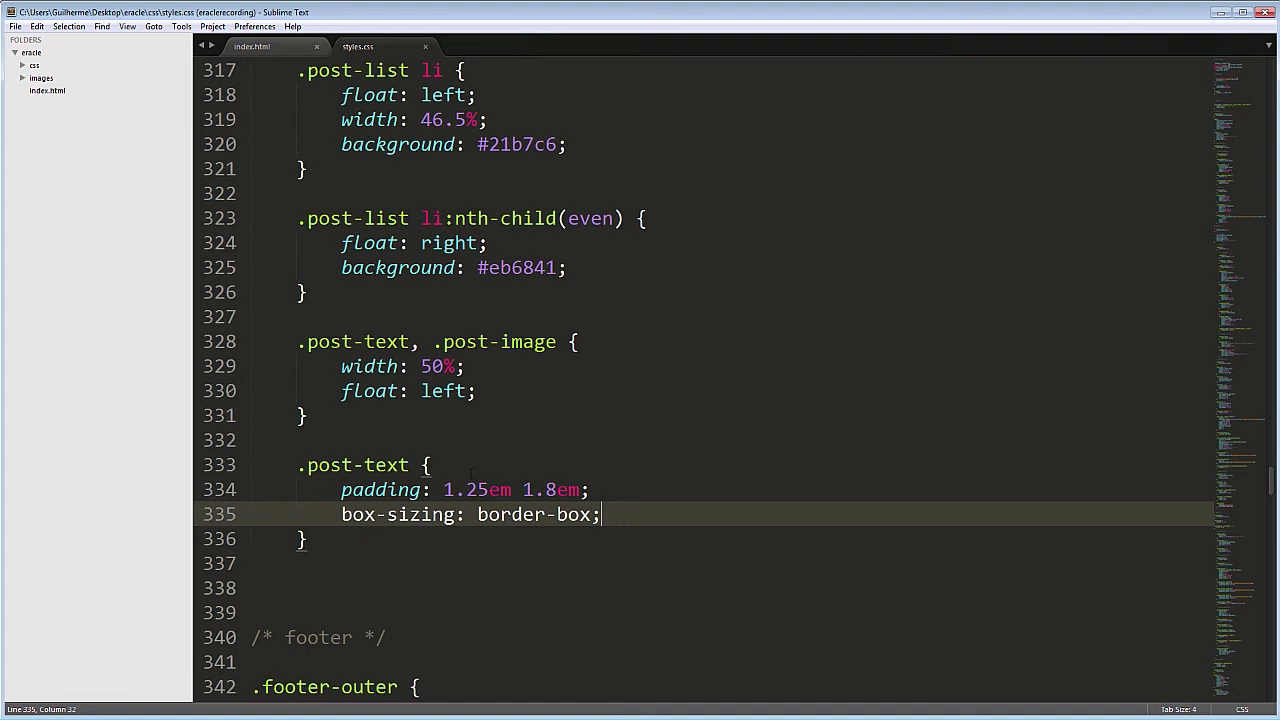 C:\Users\Guilherme\Desktop\eracle\css\styles.css (eraclerecording) - Sublime Text
File Edit Selection Find View Goto Tools Project Preferences Help
FOLDERS
eracle
css
images
index.html
index.html × styles.css ×
317 .post-list li {
318 float: left;
319 width: 46.5%;
320 background: #21b7c6;
321 }
322
323 .post-list li:nth-child(even) {
324 float: right;
325 background: #eb6841;
326 }
327
328 .post-text, .post-image {
329 width: 50%;
330 float: left;
331 }
332
333 .post-text {
334 padding: 1.25em 1.8em;
335 box-sizing: border-box;
336 }
337
338
339
340 /* footer */
341
342 .footer-outer {
Line 335, Column 32 Tab Size: 4 CSS